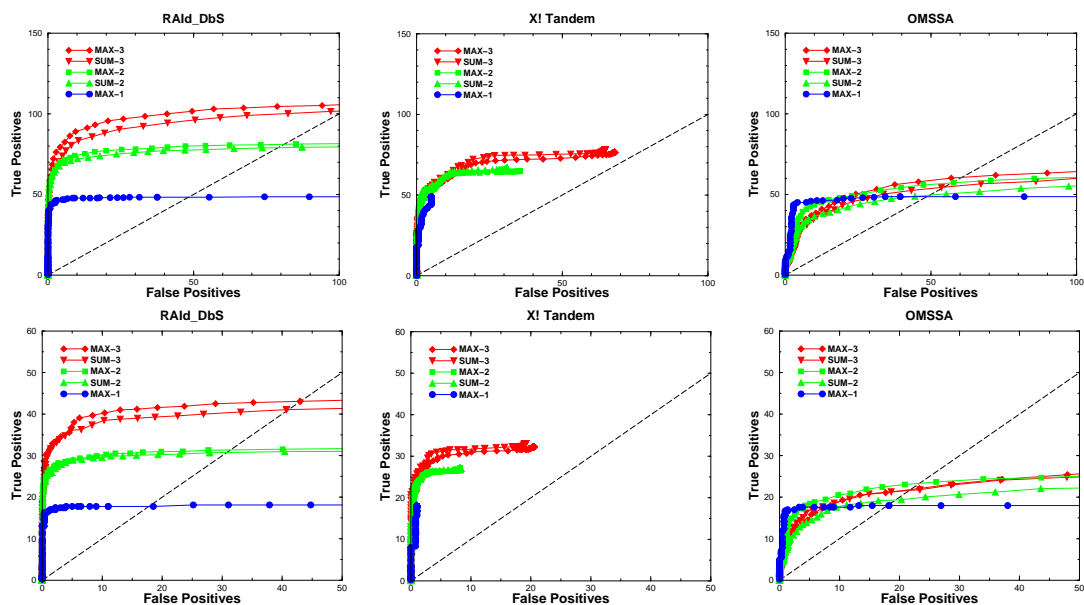 RAId_DbS
True Positives
150
100
50
0
MAX-3
SUM-3
MAX-2
SUM-2
MAX-1
0 50 100
False Positives
X! Tandem
True Positives
150
100
50
0
MAX-3
SUM-3
MAX-2
SUM-2
MAX-1
0 50 100
False Positives
OMSSA
True Positives
150
100
50
0
MAX-3
SUM-3
MAX-2
SUM-2
MAX-1
0 50 100
False Positives
RAId_DbS
True Positives
60
50
40
30
20
10
0
MAX-3
SUM-3
MAX-2
SUM-2
MAX-1
0 10 20 30 40 50
False Positives
X! Tandem
True Positives
60
50
40
30
20
10
0
MAX-3
SUM-3
MAX-2
SUM-2
MAX-1
0 10 20 30 40 50
False Positives
OMSSA
True Positives
60
50
40
30
20
10
0
MAX-3
SUM-3
MAX-2
SUM-2
MAX-1
0 10 20 30 40 50
False Positives